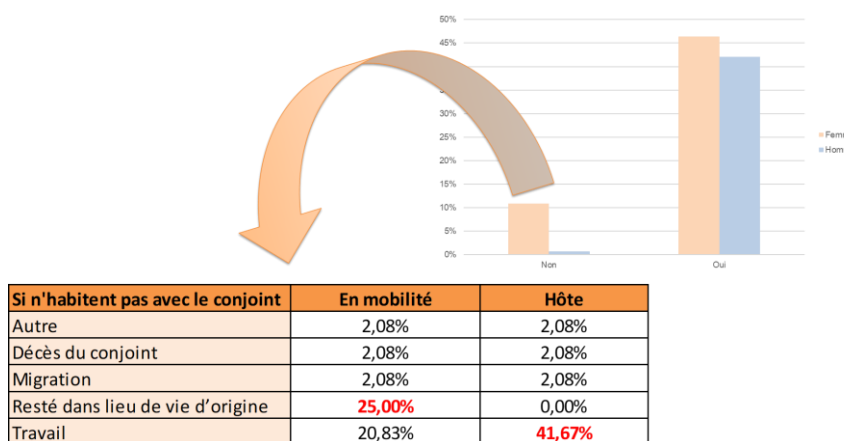 50%
45%
30%
25%
20%
15%
10%
5%
0%
Non Oui
Si n'habitent pas avec le conjoint En mobilité Hôte
Autre 2,08% 2,08%
Décès du conjoint 2,08% 2,08%
Migration 2,08% 2,08%
Resté dans lieu de vie d’origine 25,00% 0,00%
Travail 20,83% 41,67%